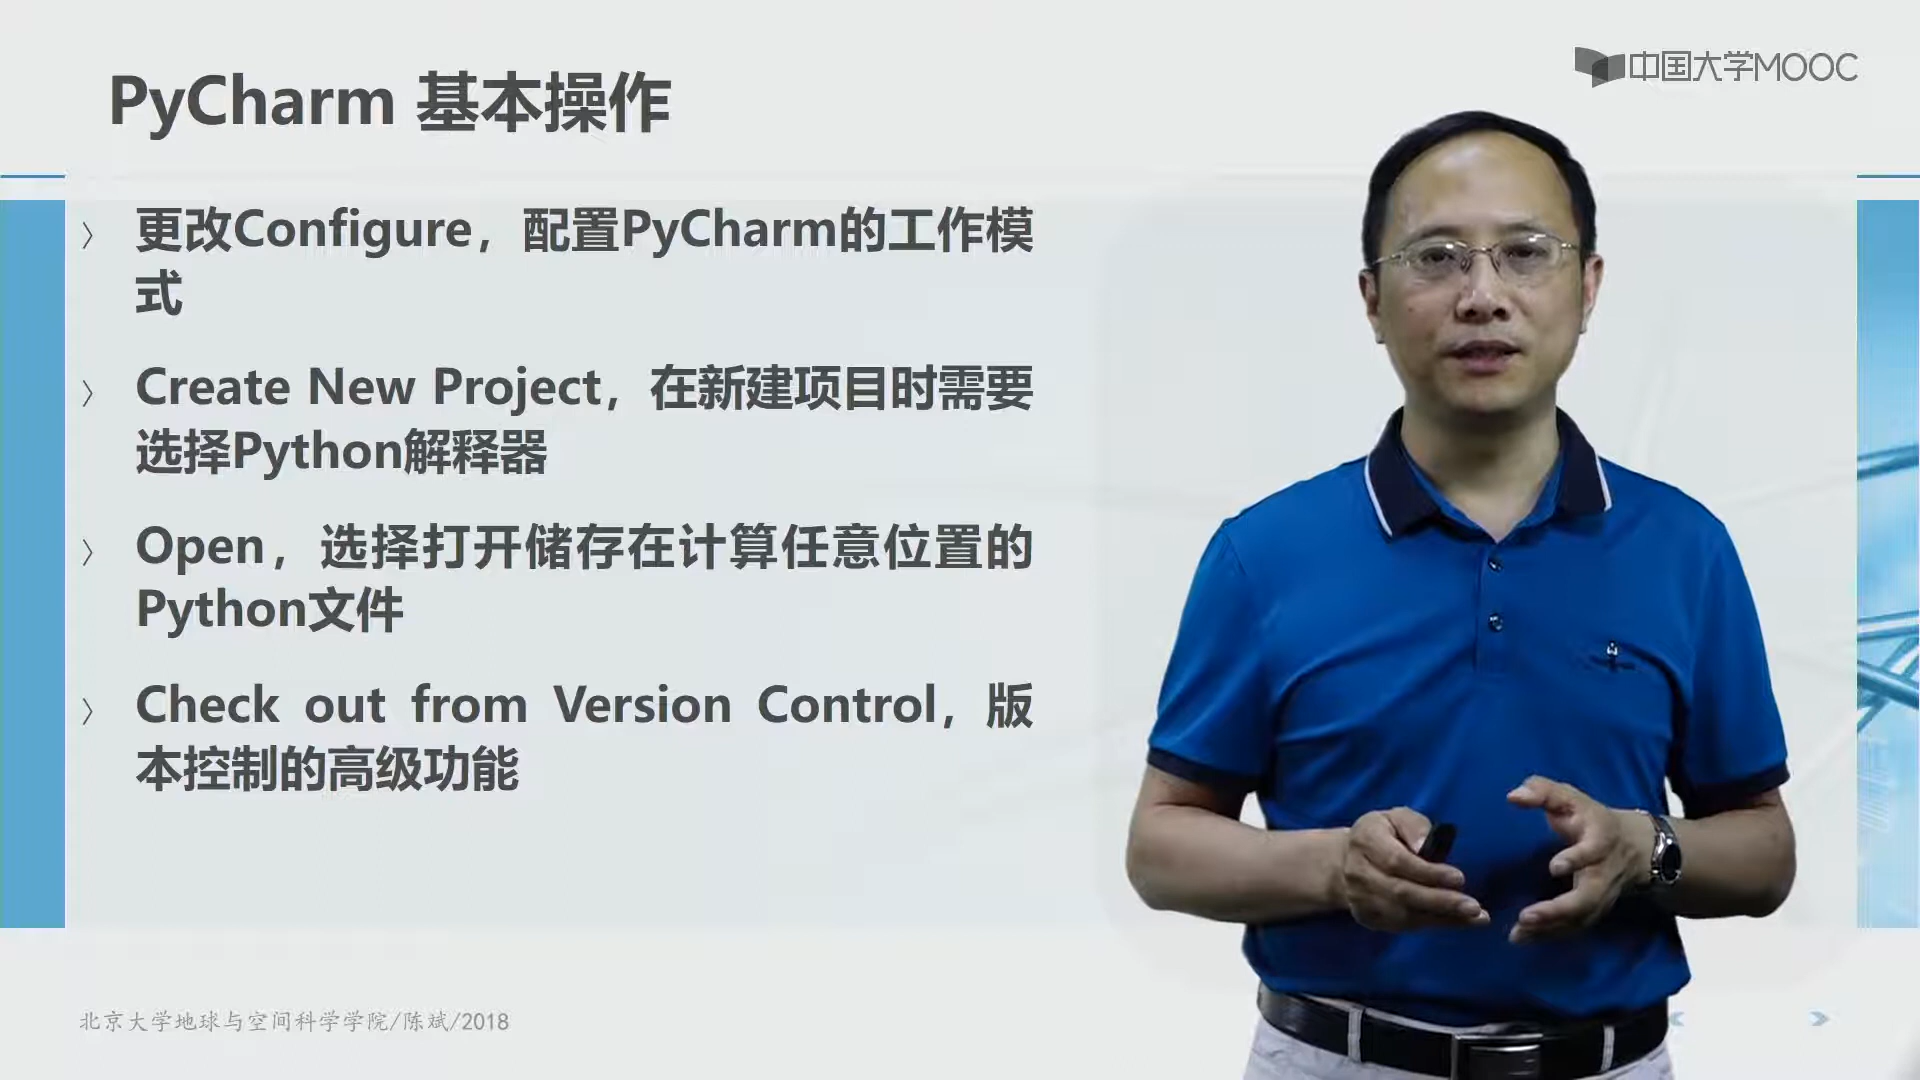 中国大学MOOC
PyCharm 基本操作
〉 更改Configure，配置PyCharm的工作模
式
〉 Create New Project，在新建项目时需要
选择Python解释器
〉 Open，选择打开储存在计算任意位置的
Python文件
〉 Check out from Version Control，版
本控制的高级功能
北京大学地球与空间科学学院/陈斌/2018